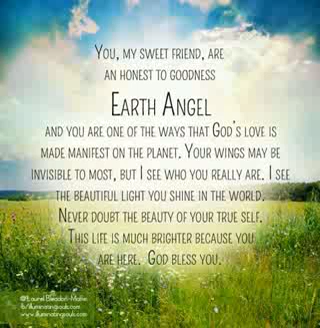 You, my sweet friend, are
an honest to goodness
Earth Angel
and you are one of the ways that God's love is
made manifest on the planet. Your wings may be
invisible to most, but I see who you really are. I see
the beautiful light you shine in the world.
Never doubt the beauty of your true self.
This life is much brighter because you
are here. God bless you.
www.illuminatingsouls.com